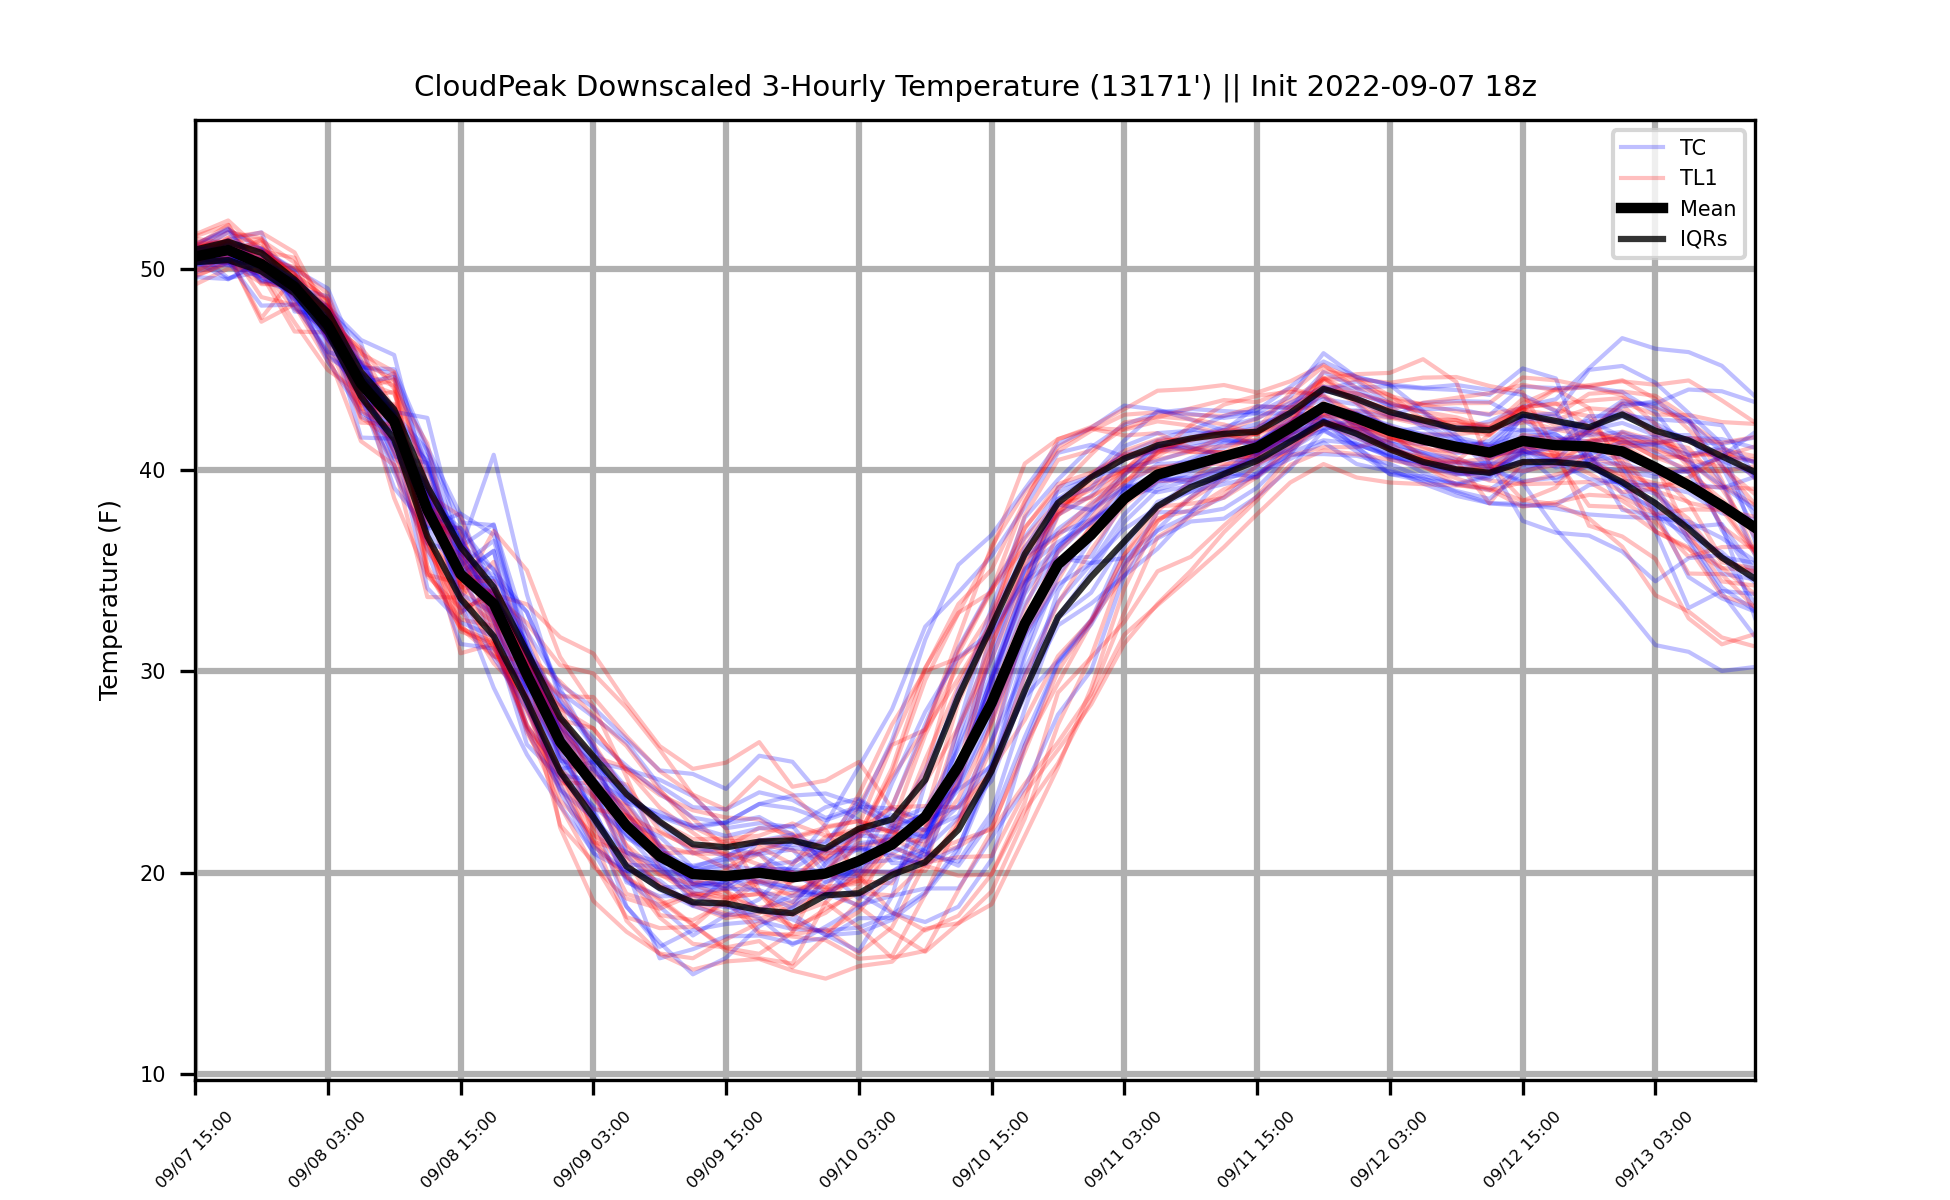 CloudPeak Downscaled 3-Hourly Temperature (13171') || Init 2022-09-07 18z
TC
TL1
Mean
IQRs
Temperature (F)
50
40
30
20
10
09/07 15:00
09/08 03:00
09/08 15:00
09/09 03:00
09/09 15:00
09/10 03:00
09/10 15:00
09/11 03:00
09/11 15:00
09/12 03:00
09/12 15:00
09/13 03:00